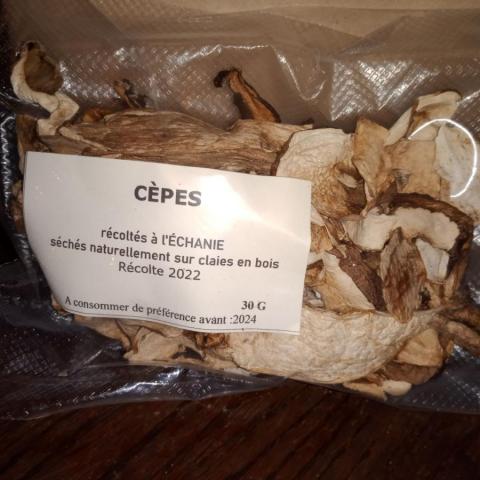 CÈPES
récoltés à l'ÉCHANIE
séchés naturellement sur claies en bois
Récolte 2022
30 G
A consommer de préférence avant :2024